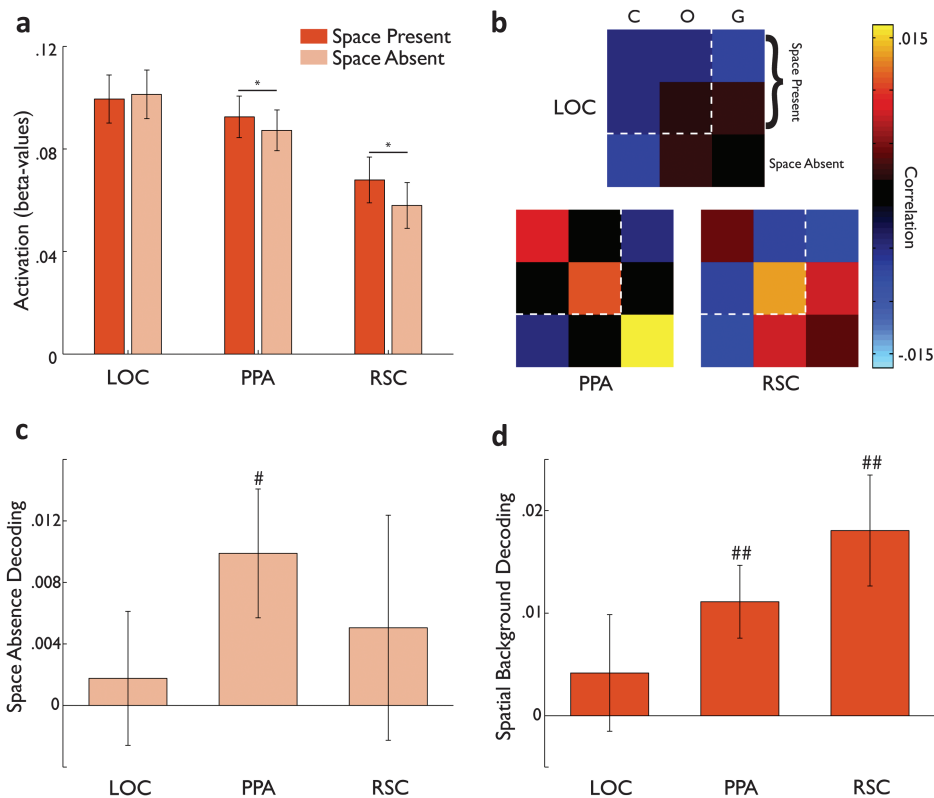 a
.12
.08
.04
0
Activation (beta-values)
Space Present
Space Absent
*
*
LOC
PPA
RSC
b
C O G
LOC
Space Present
Space Absent
PPA
RSC
.015
Correlation
-.015
c
Space Absence Decoding
.012
.008
.004
0
#
LOC
PPA
RSC
d
Spatial Background Decoding
.02
.01
0
##
##
LOC
PPA
RSC